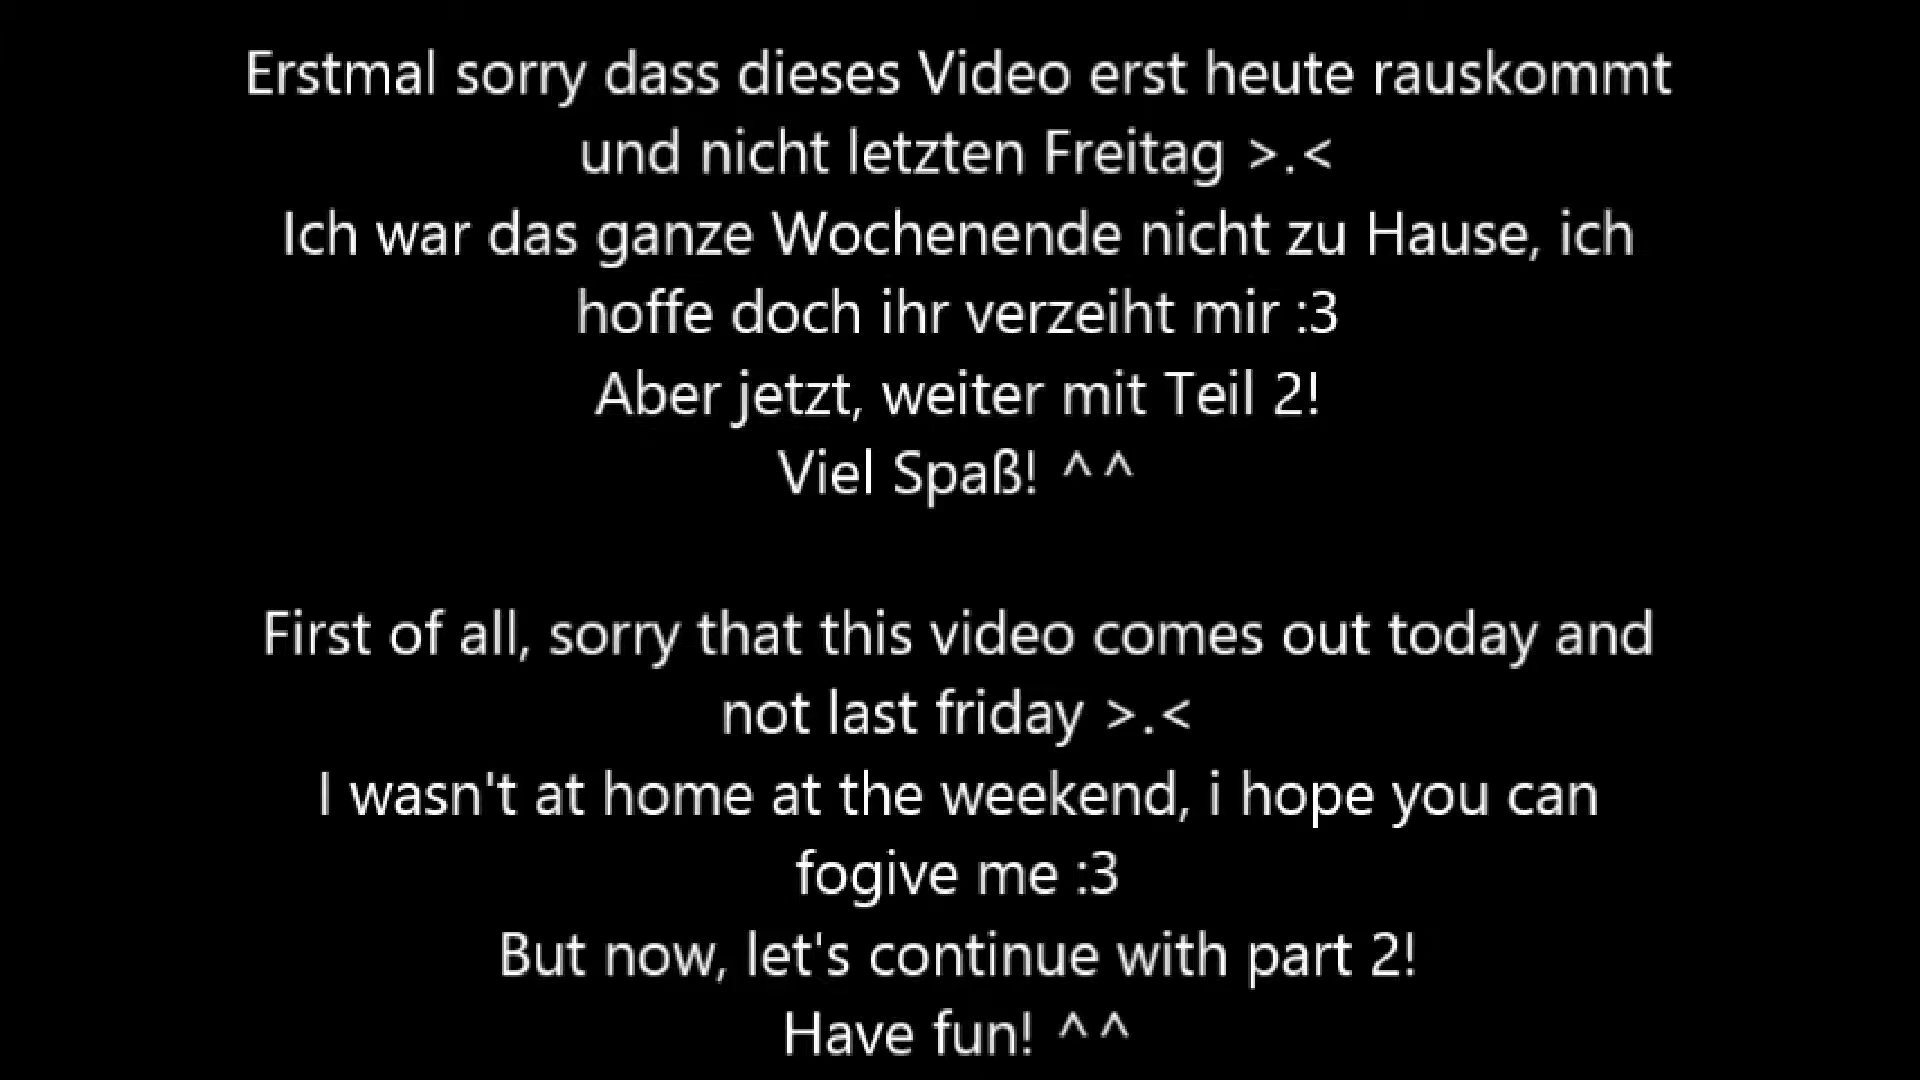 Erstmal sorry dass dieses Video erst heute rauskommt
und nicht letzten Freitag >.<
Ich war das ganze Wochenende nicht zu Hause, ich
hoffe doch ihr verzeiht mir :3
Aber jetzt, weiter mit Teil 2!
Viel Spaß! ^^
First of all, sorry that this video comes out today and
not last friday >.<
I wasn't at home at the weekend, i hope you can
fogive me :3
But now, let's continue with part 2!
Have fun! ^^